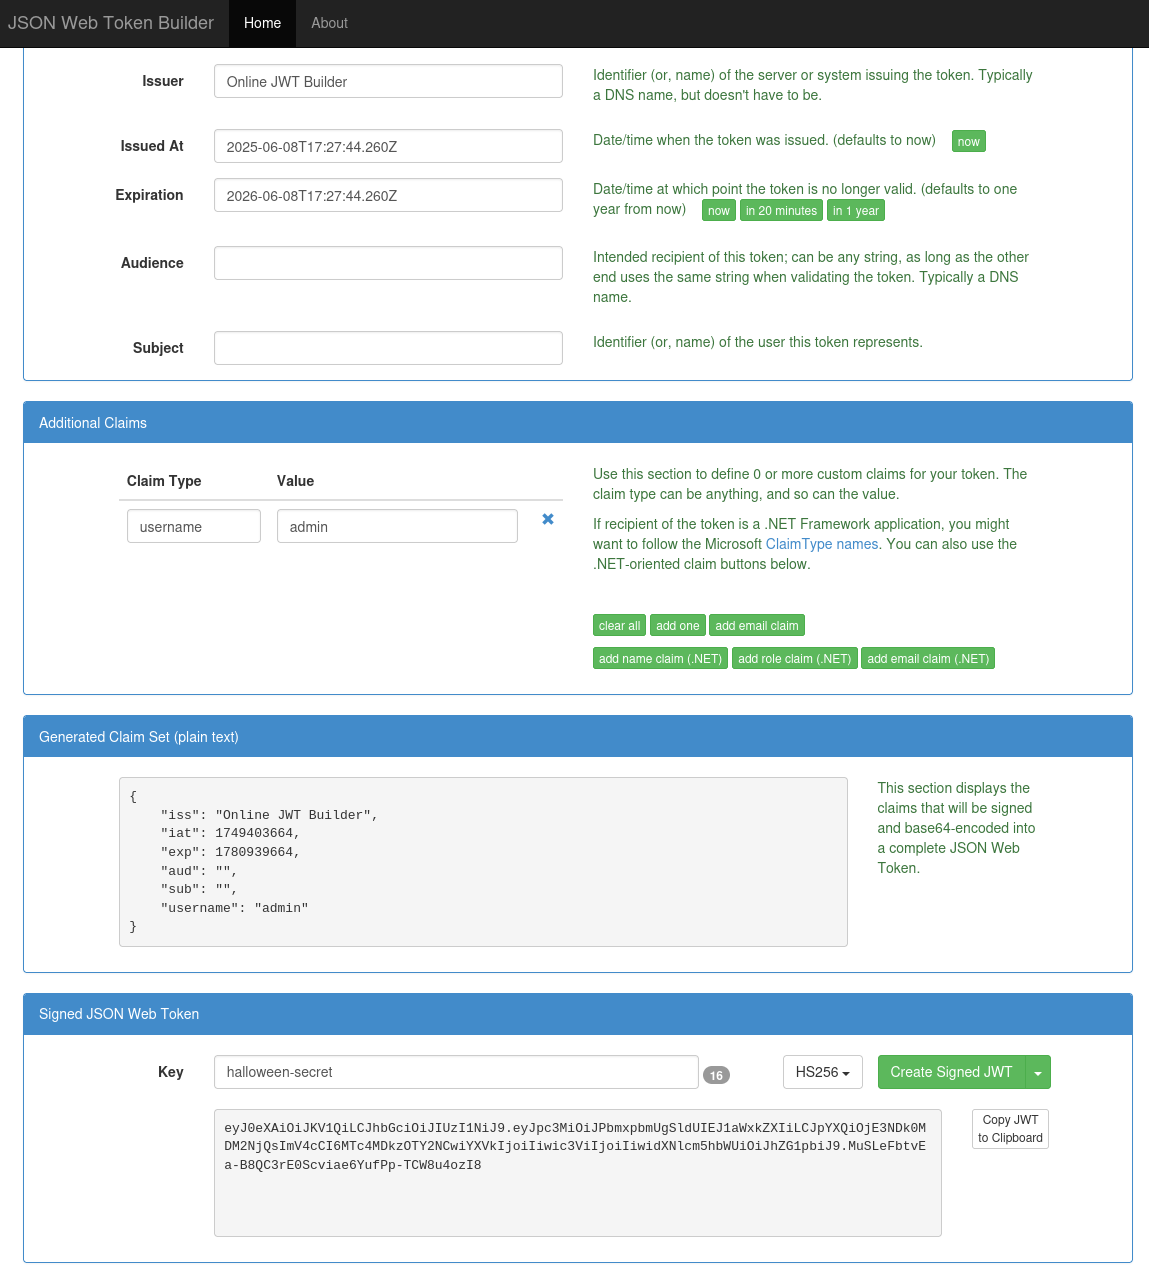 JSON Web Token Builder Home About
Issuer Online JWT Builder Identifier (or, name) of the server or system issuing the token. Typically
a DNS name, but doesn't have to be.
Issued At 2025-06-08T17:27:44.260Z Date/time when the token was issued. (defaults to now) now
Expiration 2026-06-08T17:27:44.260Z Date/time at which point the token is no longer valid. (defaults to one
year from now) now in 20 minutes in 1 year
Audience Intended recipient of this token; can be any string, as long as the other
end uses the same string when validating the token. Typically a DNS
name.
Subject Identifier (or, name) of the user this token represents.
Additional Claims
Claim Type Value
username admin
Use this section to define 0 or more custom claims for your token. The
claim type can be anything, and so can the value.
If recipient of the token is a .NET Framework application, you might
want to follow the Microsoft ClaimType names. You can also use the
.NET-oriented claim buttons below.
clear all add one add email claim
add name claim (.NET) add role claim (.NET) add email claim (.NET)
Generated Claim Set (plain text)
{
"iss": "Online JWT Builder",
"iat": 1749403664,
"exp": 1780939664,
"aud": "",
"sub": "",
"username": "admin"
}
This section displays the
claims that will be signed
and base64-encoded into
a complete JSON Web
Token.
Signed JSON Web Token
Key halloween-secret 16 HS256 Create Signed JWT
eyJ0eXAiOiJKV1QiLCJhbGciOiJIUzI1NiJ9.eyJpc3MiOiJPbmxpbmUgSldUIEJ1aWxkZXIiLCJpYXQiOjE3NDk0M
DM2NjQsImV4cCI6MTc4MDkzOTY2NCwiYXVkIjoiIiwic3ViIjoiIiwidXNlcm5hbWUiOiJhZG1pbiJ9.MuSLeFbtvE
a-B8QC3rE0Scviae6YufPp-TCW8u4ozI8
Copy JWT
to Clipboard